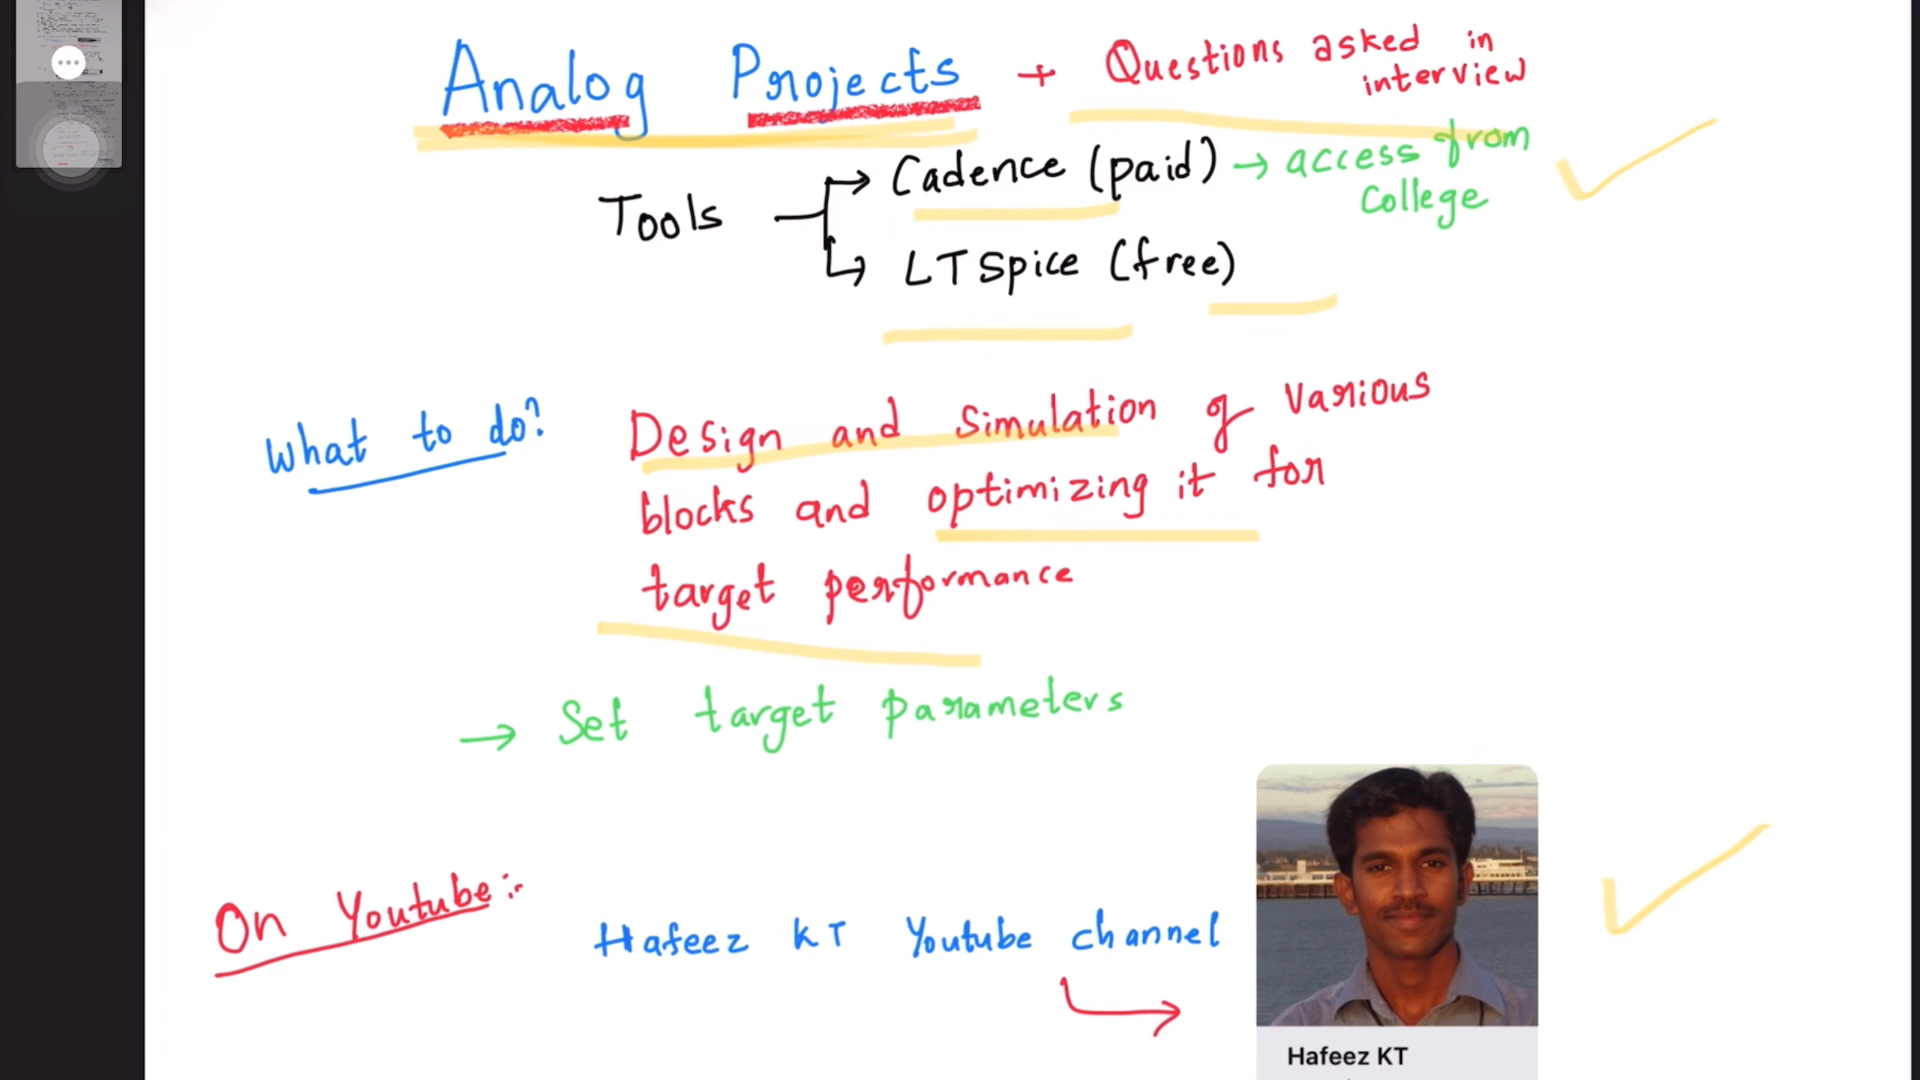 Analog Projects + Questions asked in
interview
Tools → Cadence (paid) → access from
College
→ LTSpice (free)
What to do? Design and Simulation of various
blocks and optimizing it for
target performance
→ Set target parameters
On Youtube :-
Hafeez KT Youtube channel
Hafeez KT